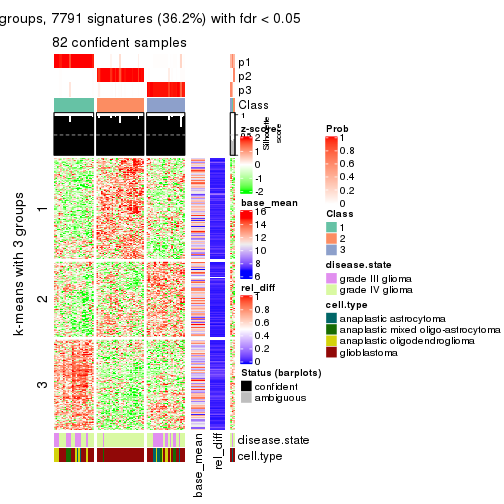 groups, 7791 signatures (36.2%) with fdr < 0.05
82 confident samples
p1
p2
p3
Class
1
Silhouette
score
z-score
2
1
0
-1
-2
base_mean
16
14
12
10
8
6
rel_diff
1
0.8
0.6
0.4
0.2
0
Status (barplots)
confident
ambiguous
Prob
1
0.8
0.6
0.4
0.2
0
Class
1
2
3
disease.state
grade III glioma
grade IV glioma
cell.type
anaplastic astrocytoma
anaplastic mixed oligo-astrocytoma
anaplastic oligodendroglioma
glioblastoma
k-means with 3 groups
1
2
3
disease.state
cell.type
base_mean
rel_diff